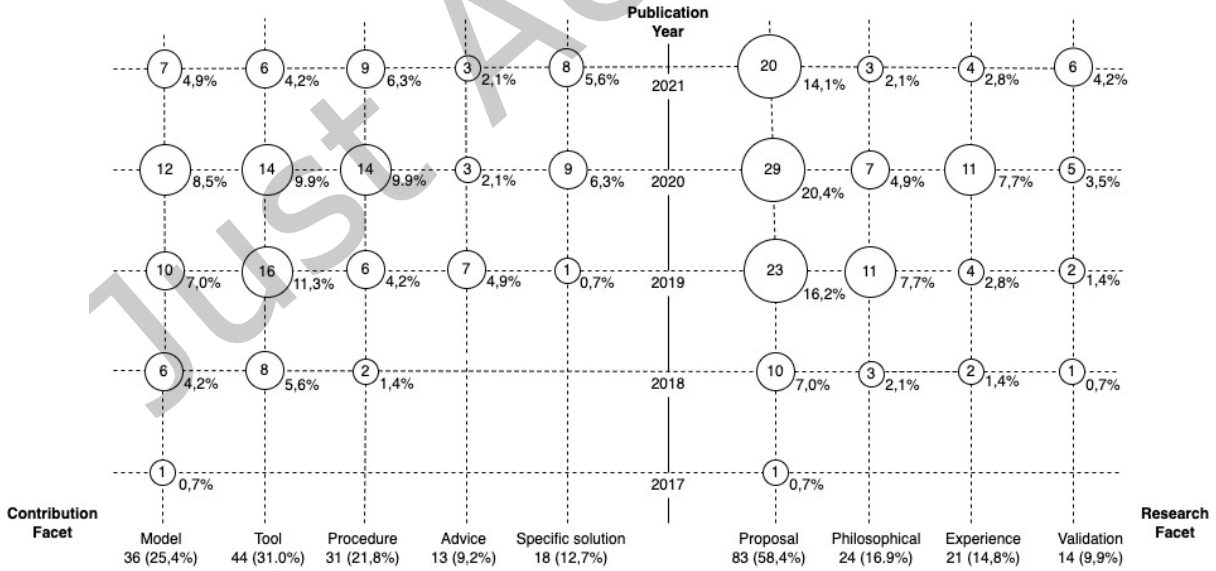 Publication
Year
7 4,9% 6 4,2% 9 6,3% 3 2,1% 8 5,6% 2021 20 14,1% 3 2,1% 4 2,8% 6 4,2%
12 8,5% 14 9.9% 14 9.9% 3 2,1% 9 6,3% 2020 29 20,4% 7 4,9% 11 7,7% 5 3,5%
10 7,0% 16 11,3% 6 4,2% 7 4,9% 1 0,7% 2019 23 16,2% 11 7,7% 4 2,8% 2 1,4%
6 4,2% 8 5,6% 2 1,4% 2018 10 7,0% 3 2,1% 2 1,4% 1 0,7%
1 0,7% 2017 1 0,7%
Contribution
Facet
Research
Facet
Model Tool Procedure Advice Specific solution Proposal Philosophical Experience Validation
36 (25,4%) 44 (31.0%) 31 (21,8%) 13 (9,2%) 18 (12,7%) 83 (58,4%) 24 (16.9%) 21 (14,8%) 14 (9,9%)
Just A